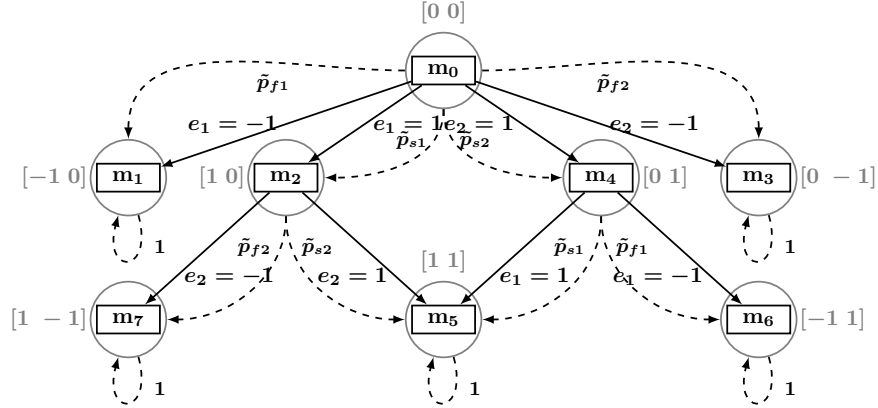 [0 0]
m₀
p̃_{f1}
p̃_{f2}
e₁ = −1
e₁ = 1
e₂ = 1
e₂ = −1
p̃_{s1}
p̃_{s2}
[−1 0]
m₁
[1 0]
m₂
m₄
[0 1]
m₃
[0 −1]
1
1
p̃_{f2}
p̃_{s2}
[1 1]
p̃_{s1}
p̃_{f1}
e₂ = −1
e₂ = 1
e₁ = 1
e₁ = −1
[1 −1]
m₇
m₅
m₆
[−1 1]
1
1
1